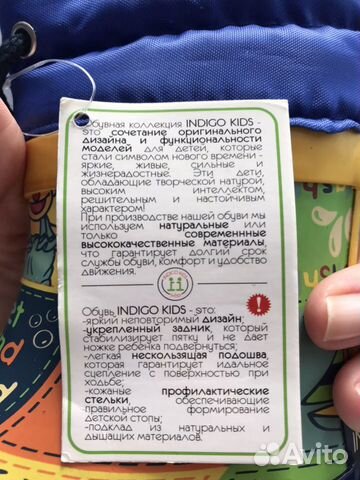 Обувная коллекция INDIGO KIDS -
это сочетание оригинального
дизайна и функциональности
моделей для детей, которые
стали символом нового времени -
яркие, живые, сильные и
жизнерадостные. Эти дети,
обладающие творческой натурой,
высоким интеллектом,
решительным и настойчивым
характером!
При производстве нашей обуви мы
используем натуральные или
только современные
высококачественные материалы,
что гарантирует долгий срок
службы обуви, комфорт и удобство
движения.
Обувь INDIGO KIDS - это:
-яркий неповторимый дизайн;
-укрепленный задник, который
стабилизирует пятку и не дает
ножке ребенка подвернуться;
-легкая нескользящая подошва,
которая гарантирует идеальное
сцепление с поверхностью при
ходьбе;
-кожаные профилактические
стельки, обеспечивающие
правильное формирование
детской стопы;
-подклад из натуральных и
дышащих материалов.
Avito